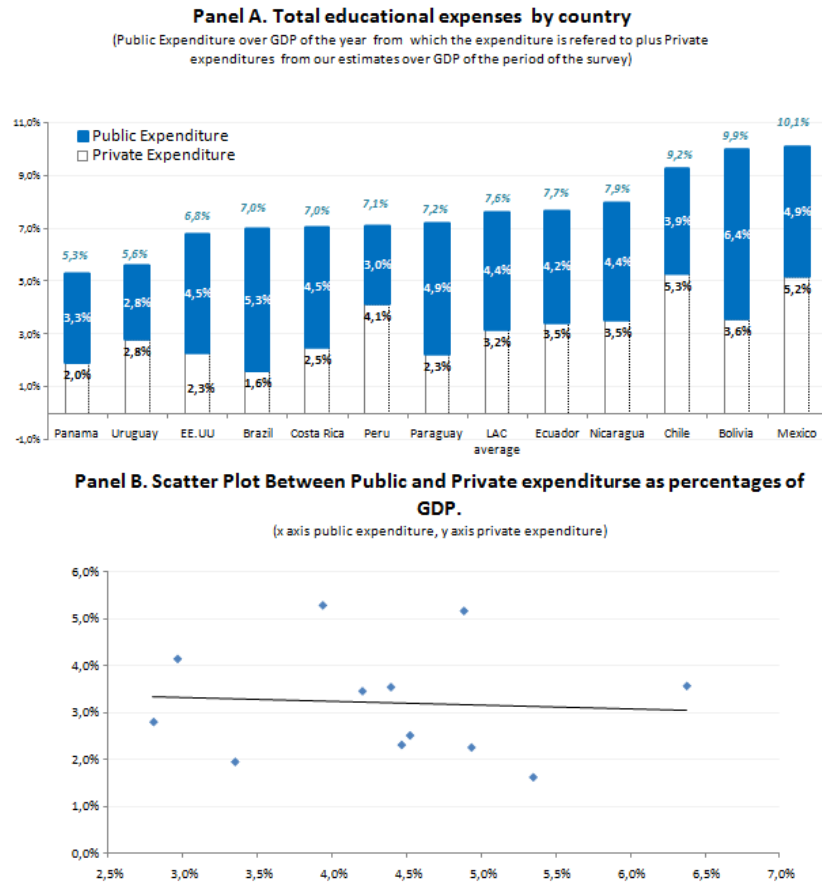 Panel A. Total educational expenses by country
(Public Expenditure over GDP of the year from which the expenditure is refered to plus Private
expenditures from our estimates over GDP of the period of the survey)
11,0%
9,0%
7,0%
5,0%
3,0%
1,0%
-1,0%
Public Expenditure
Private Expenditure
5,3% 5,6% 6,8% 7,0% 7,0% 7,1% 7,2% 7,6% 7,7% 7,9% 9,2% 9,9% 10,1%
3,3% 2,8% 4,5% 5,3% 4,5% 3,0% 4,9% 4,4% 4,2% 4,4% 3,9% 6,4% 4,9%
2,0% 2,8% 2,3% 1,6% 2,5% 4,1% 2,3% 3,2% 3,5% 3,5% 5,3% 3,6% 5,2%
Panama Uruguay EE.UU Brazil Costa Rica Peru Paraguay LAC Ecuador Nicaragua Chile Bolivia Mexico
average
Panel B. Scatter Plot Between Public and Private expenditurse as percentages of
GDP.
(x axis public expenditure, y axis private expenditure)
6,0%
5,0%
4,0%
3,0%
2,0%
1,0%
0,0%
2,5% 3,0% 3,5% 4,0% 4,5% 5,0% 5,5% 6,0% 6,5% 7,0%